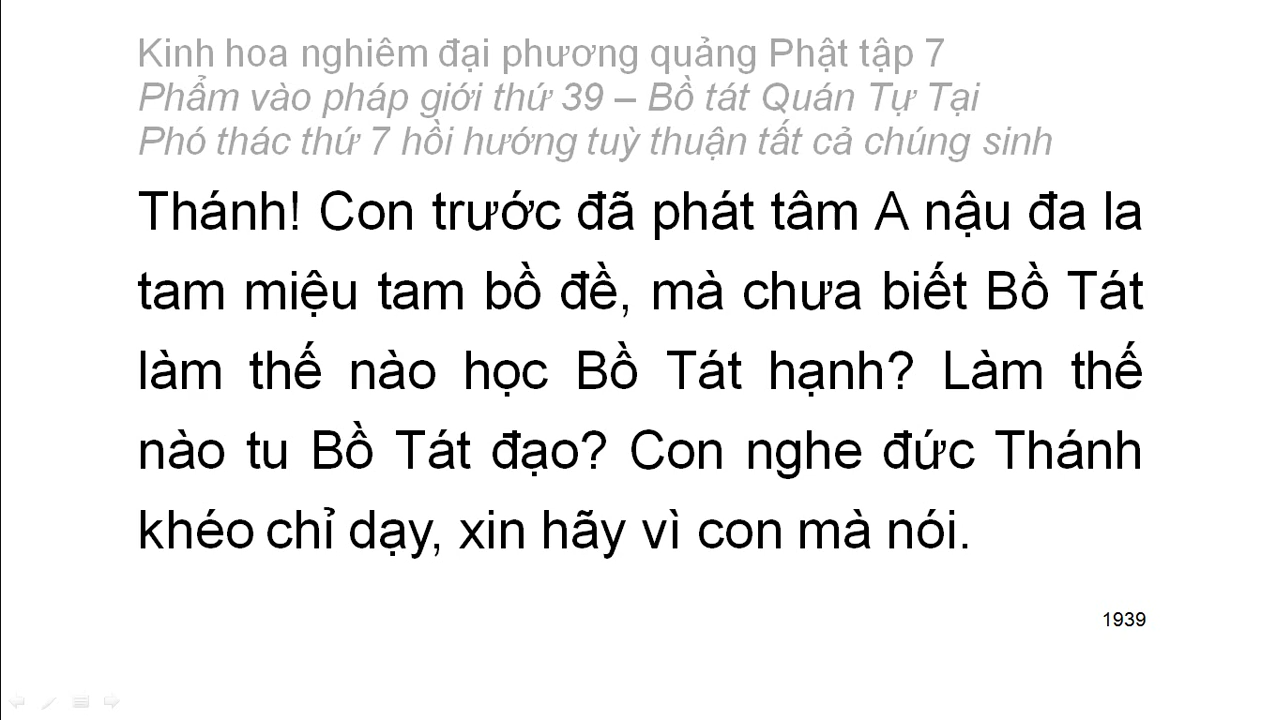 Kinh hoa nghiêm đại phương quảng Phật tập 7
Phẩm vào pháp giới thứ 39 – Bồ tát Quán Tự Tại
Phó thác thứ 7 hồi hướng tuỳ thuận tất cả chúng sinh
Thánh! Con trước đã phát tâm A nậu đa la
tam miệu tam bồ đề, mà chưa biết Bồ Tát
làm thế nào học Bồ Tát hạnh? Làm thế
nào tu Bồ Tát đạo? Con nghe đức Thánh
khéo chỉ dạy, xin hãy vì con mà nói.
1939